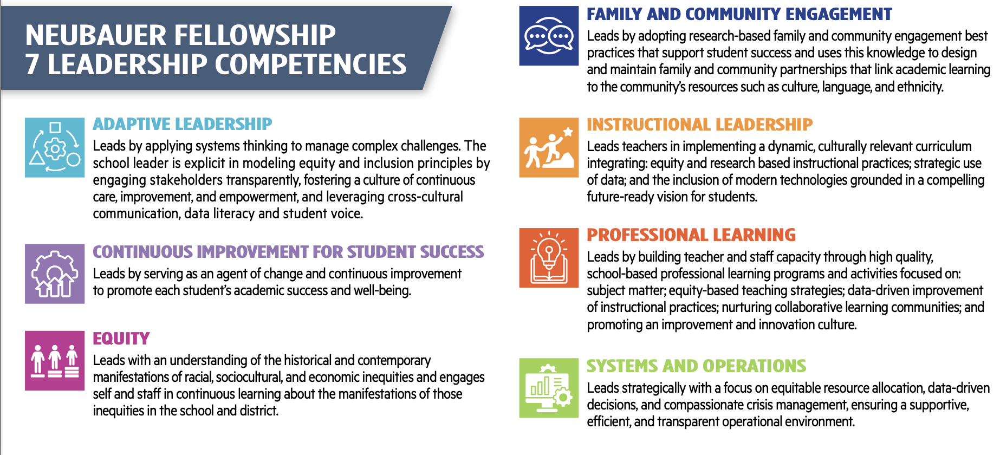 NEUBAUER FELLOWSHIP
7 LEADERSHIP COMPETENCIES
ADAPTIVE LEADERSHIP
Leads by applying systems thinking to manage complex challenges. The
school leader is explicit in modeling equity and inclusion principles by
engaging stakeholders transparently, fostering a culture of continuous
care, improvement, and empowerment, and leveraging cross-cultural
communication, data literacy and student voice.
CONTINUOUS IMPROVEMENT FOR STUDENT SUCCESS
Leads by serving as an agent of change and continuous improvement
to promote each student’s academic success and well-being.
EQUITY
Leads with an understanding of the historical and contemporary
manifestations of racial, sociocultural, and economic inequities and engages
self and staff in continuous learning about the manifestations of those
inequities in the school and district.
FAMILY AND COMMUNITY ENGAGEMENT
Leads by adopting research-based family and community engagement best
practices that support student success and uses this knowledge to design
and maintain family and community partnerships that link academic learning
to the community’s resources such as culture, language, and ethnicity.
INSTRUCTIONAL LEADERSHIP
Leads teachers in implementing a dynamic, culturally relevant curriculum
integrating: equity and research based instructional practices; strategic use
of data; and the inclusion of modern technologies grounded in a compelling
future-ready vision for students.
PROFESSIONAL LEARNING
Leads by building teacher and staff capacity through high quality,
school-based professional learning programs and activities focused on:
subject matter; equity-based teaching strategies; data-driven improvement
of instructional practices; nurturing collaborative learning communities; and
promoting an improvement and innovation culture.
SYSTEMS AND OPERATIONS
Leads strategically with a focus on equitable resource allocation, data-driven
decisions, and compassionate crisis management, ensuring a supportive,
efficient, and transparent operational environment.